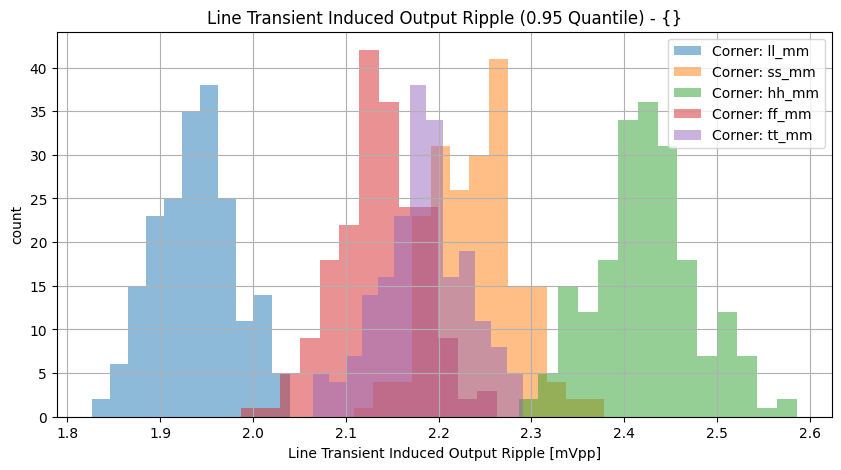 Line Transient Induced Output Ripple (0.95 Quantile) - {}
Corner: ll_mm
Corner: ss_mm
Corner: hh_mm
Corner: ff_mm
Corner: tt_mm
count
40
35
30
25
20
15
10
5
0
1.8 1.9 2.0 2.1 2.2 2.3 2.4 2.5 2.6
Line Transient Induced Output Ripple [mVpp]